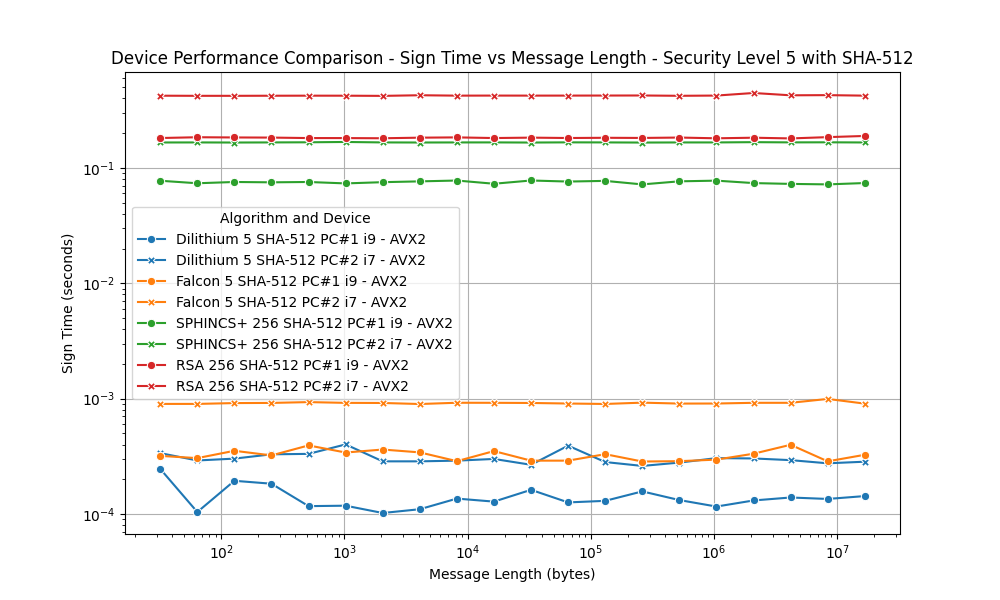 Device Performance Comparison - Sign Time vs Message Length - Security Level 5 with SHA-512
Sign Time (seconds)
10⁻¹
10⁻²
10⁻³
10⁻⁴
Algorithm and Device
Dilithium 5 SHA-512 PC#1 i9 - AVX2
Dilithium 5 SHA-512 PC#2 i7 - AVX2
Falcon 5 SHA-512 PC#1 i9 - AVX2
Falcon 5 SHA-512 PC#2 i7 - AVX2
SPHINCS+ 256 SHA-512 PC#1 i9 - AVX2
SPHINCS+ 256 SHA-512 PC#2 i7 - AVX2
RSA 256 SHA-512 PC#1 i9 - AVX2
RSA 256 SHA-512 PC#2 i7 - AVX2
10² 10³ 10⁴ 10⁵ 10⁶ 10⁷
Message Length (bytes)